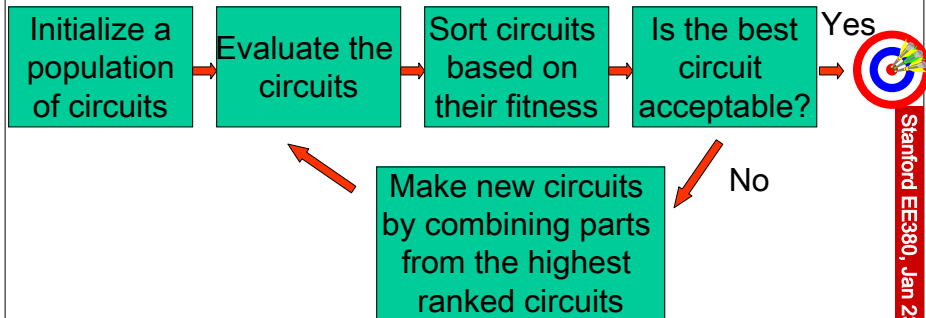 Initialize a
population
of circuits
Evaluate the
circuits
Sort circuits
based on
their fitness
Is the best
circuit
acceptable?
Yes
No
Make new circuits
by combining parts
from the highest
ranked circuits
Stanford EE380, Jan